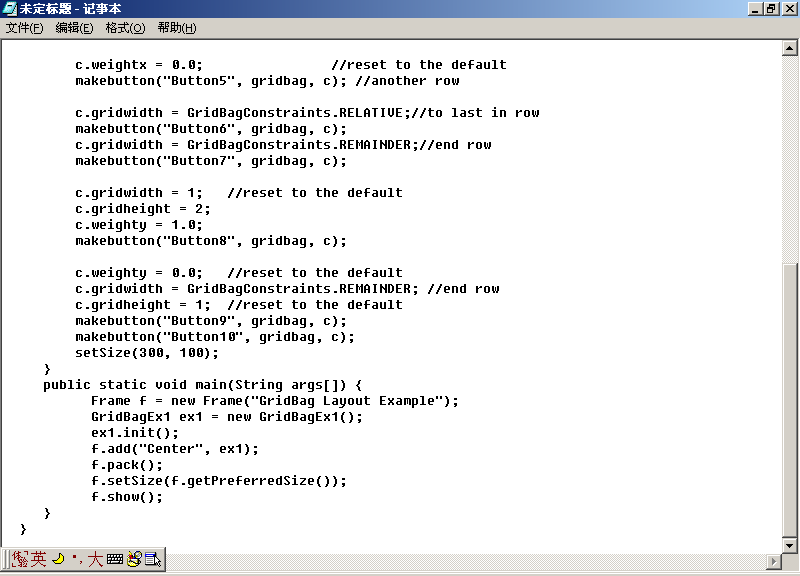 未定标题 - 记事本
文件(F) 编辑(E) 格式(O) 帮助(H)
c.weightx = 0.0;                //reset to the default
makebutton("Button5", gridbag, c); //another row
c.gridwidth = GridBagConstraints.RELATIVE;//to last in row
makebutton("Button6", gridbag, c);
c.gridwidth = GridBagConstraints.REMAINDER;//end row
makebutton("Button7", gridbag, c);
c.gridwidth = 1;   //reset to the default
c.gridheight = 2;
c.weighty = 1.0;
makebutton("Button8", gridbag, c);
c.weighty = 0.0;   //reset to the default
c.gridwidth = GridBagConstraints.REMAINDER; //end row
c.gridheight = 1;  //reset to the default
makebutton("Button9", gridbag, c);
makebutton("Button10", gridbag, c);
setSize(300, 100);
}
public static void main(String args[]) {
Frame f = new Frame("GridBag Layout Example");
GridBagEx1 ex1 = new GridBagEx1();
ex1.init();
f.add("Center", ex1);
f.pack();
f.setSize(f.getPreferredSize());
f.show();
}
}
英 大